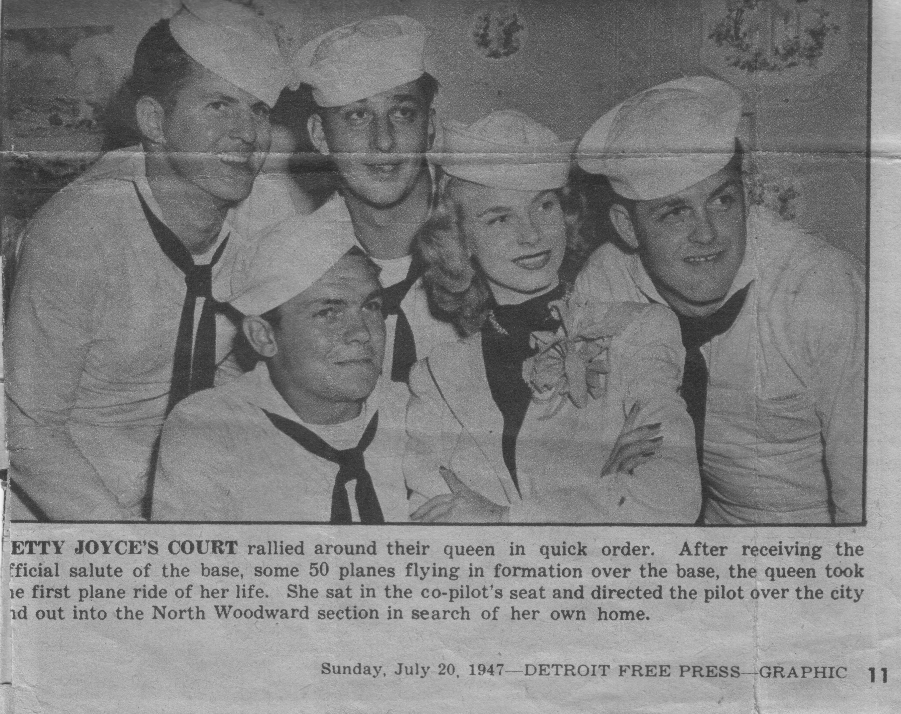 ETTY JOYCE'S COURT rallied around their queen in quick order. After receiving the
fficial salute of the base, some 50 planes flying in formation over the base, the queen took
e first plane ride of her life. She sat in the co-pilot's seat and directed the pilot over the city
nd out into the North Woodward section in search of her own home.
Sunday, July 20, 1947—DETROIT FREE PRESS—GRAPHIC 11